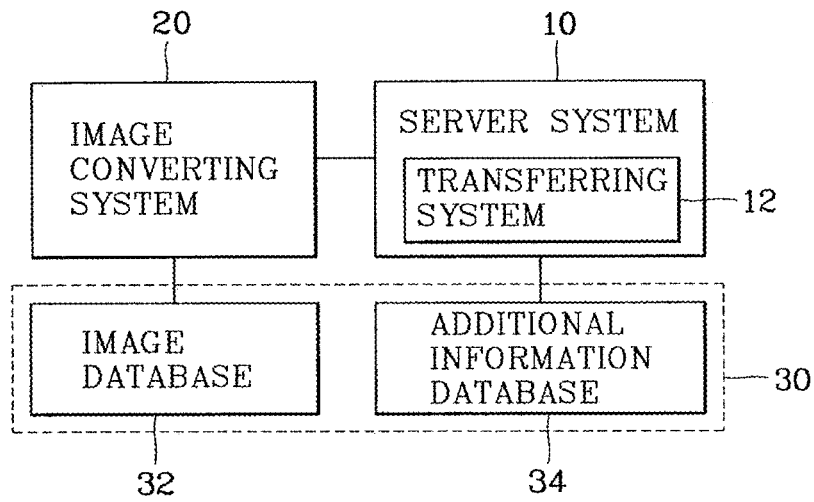 20
10
IMAGE
CONVERTING
SYSTEM
SERVER SYSTEM
TRANSFERRING
SYSTEM
12
IMAGE
DATABASE
ADDITIONAL
INFORMATION
DATABASE
30
32
34